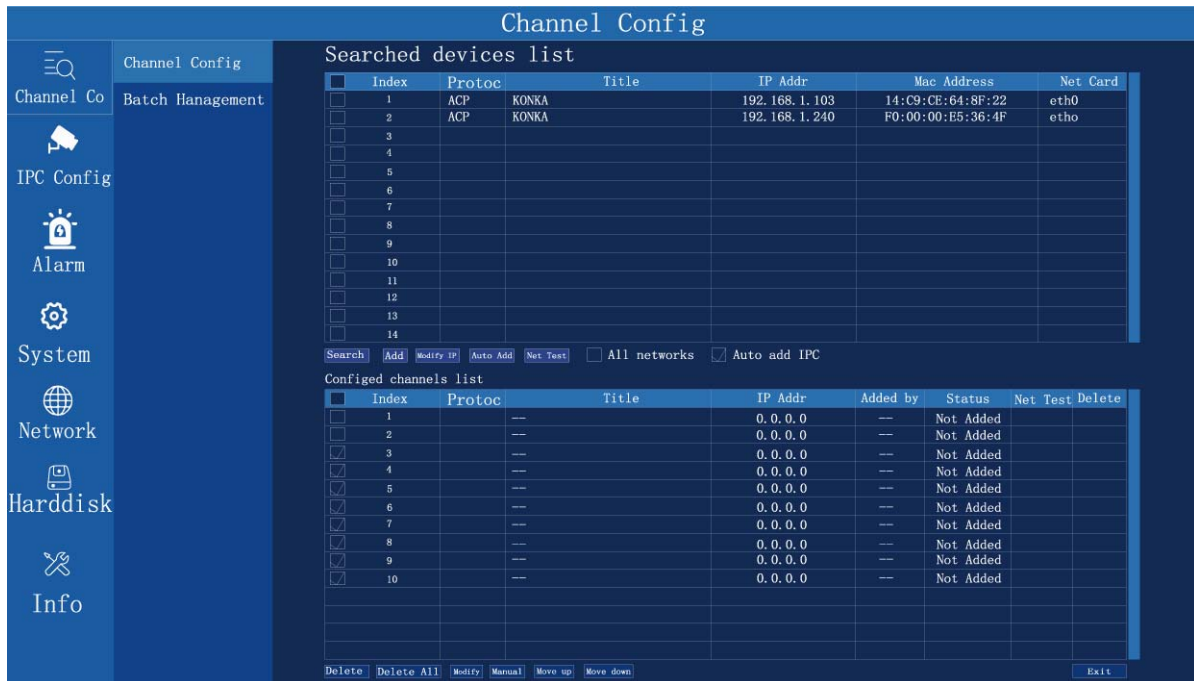 Channel Config
Channel Co
IPC Config
Alarm
System
Network
Harddisk
Info
Channel Config
Batch Hanagement
Searched devices list
Index Protoc Title IP Addr Mac Address Net Card
1 ACP KONKA 192.168.1.103 14:C9:CE:64:8F:22 eth0
2 ACP KONKA 192.168.1.240 F0:00:00:E5:36:4F etho
3
4
5
6
7
8
9
10
11
12
13
14
Search Add Modify IP Auto Add Net Test All networks Auto add IPC
Configed channels list
Index Protoc Title IP Addr Added by Status Net Test Delete
1 -- 0.0.0.0 -- Not Added
2 -- 0.0.0.0 -- Not Added
3 -- 0.0.0.0 -- Not Added
4 -- 0.0.0.0 -- Not Added
5 -- 0.0.0.0 -- Not Added
6 -- 0.0.0.0 -- Not Added
7 -- 0.0.0.0 -- Not Added
8 -- 0.0.0.0 -- Not Added
9 -- 0.0.0.0 -- Not Added
10 -- 0.0.0.0 -- Not Added
Delete Delete All Modify Manual Move up Move down Exit